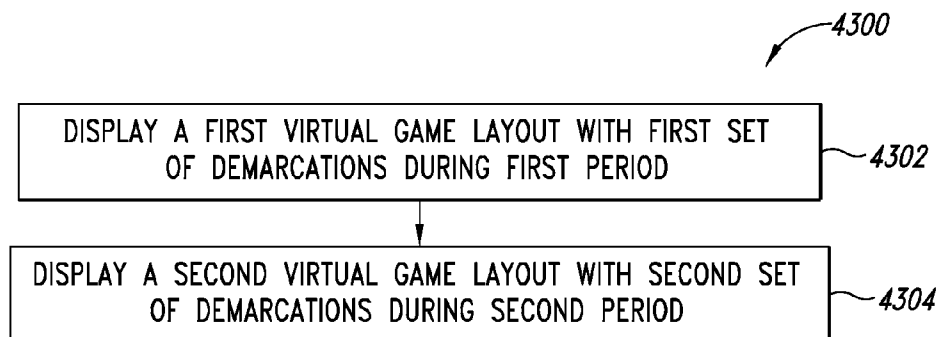 4300
DISPLAY A FIRST VIRTUAL GAME LAYOUT WITH FIRST SET
OF DEMARCATIONS DURING FIRST PERIOD
4302
DISPLAY A SECOND VIRTUAL GAME LAYOUT WITH SECOND SET
OF DEMARCATIONS DURING SECOND PERIOD
4304